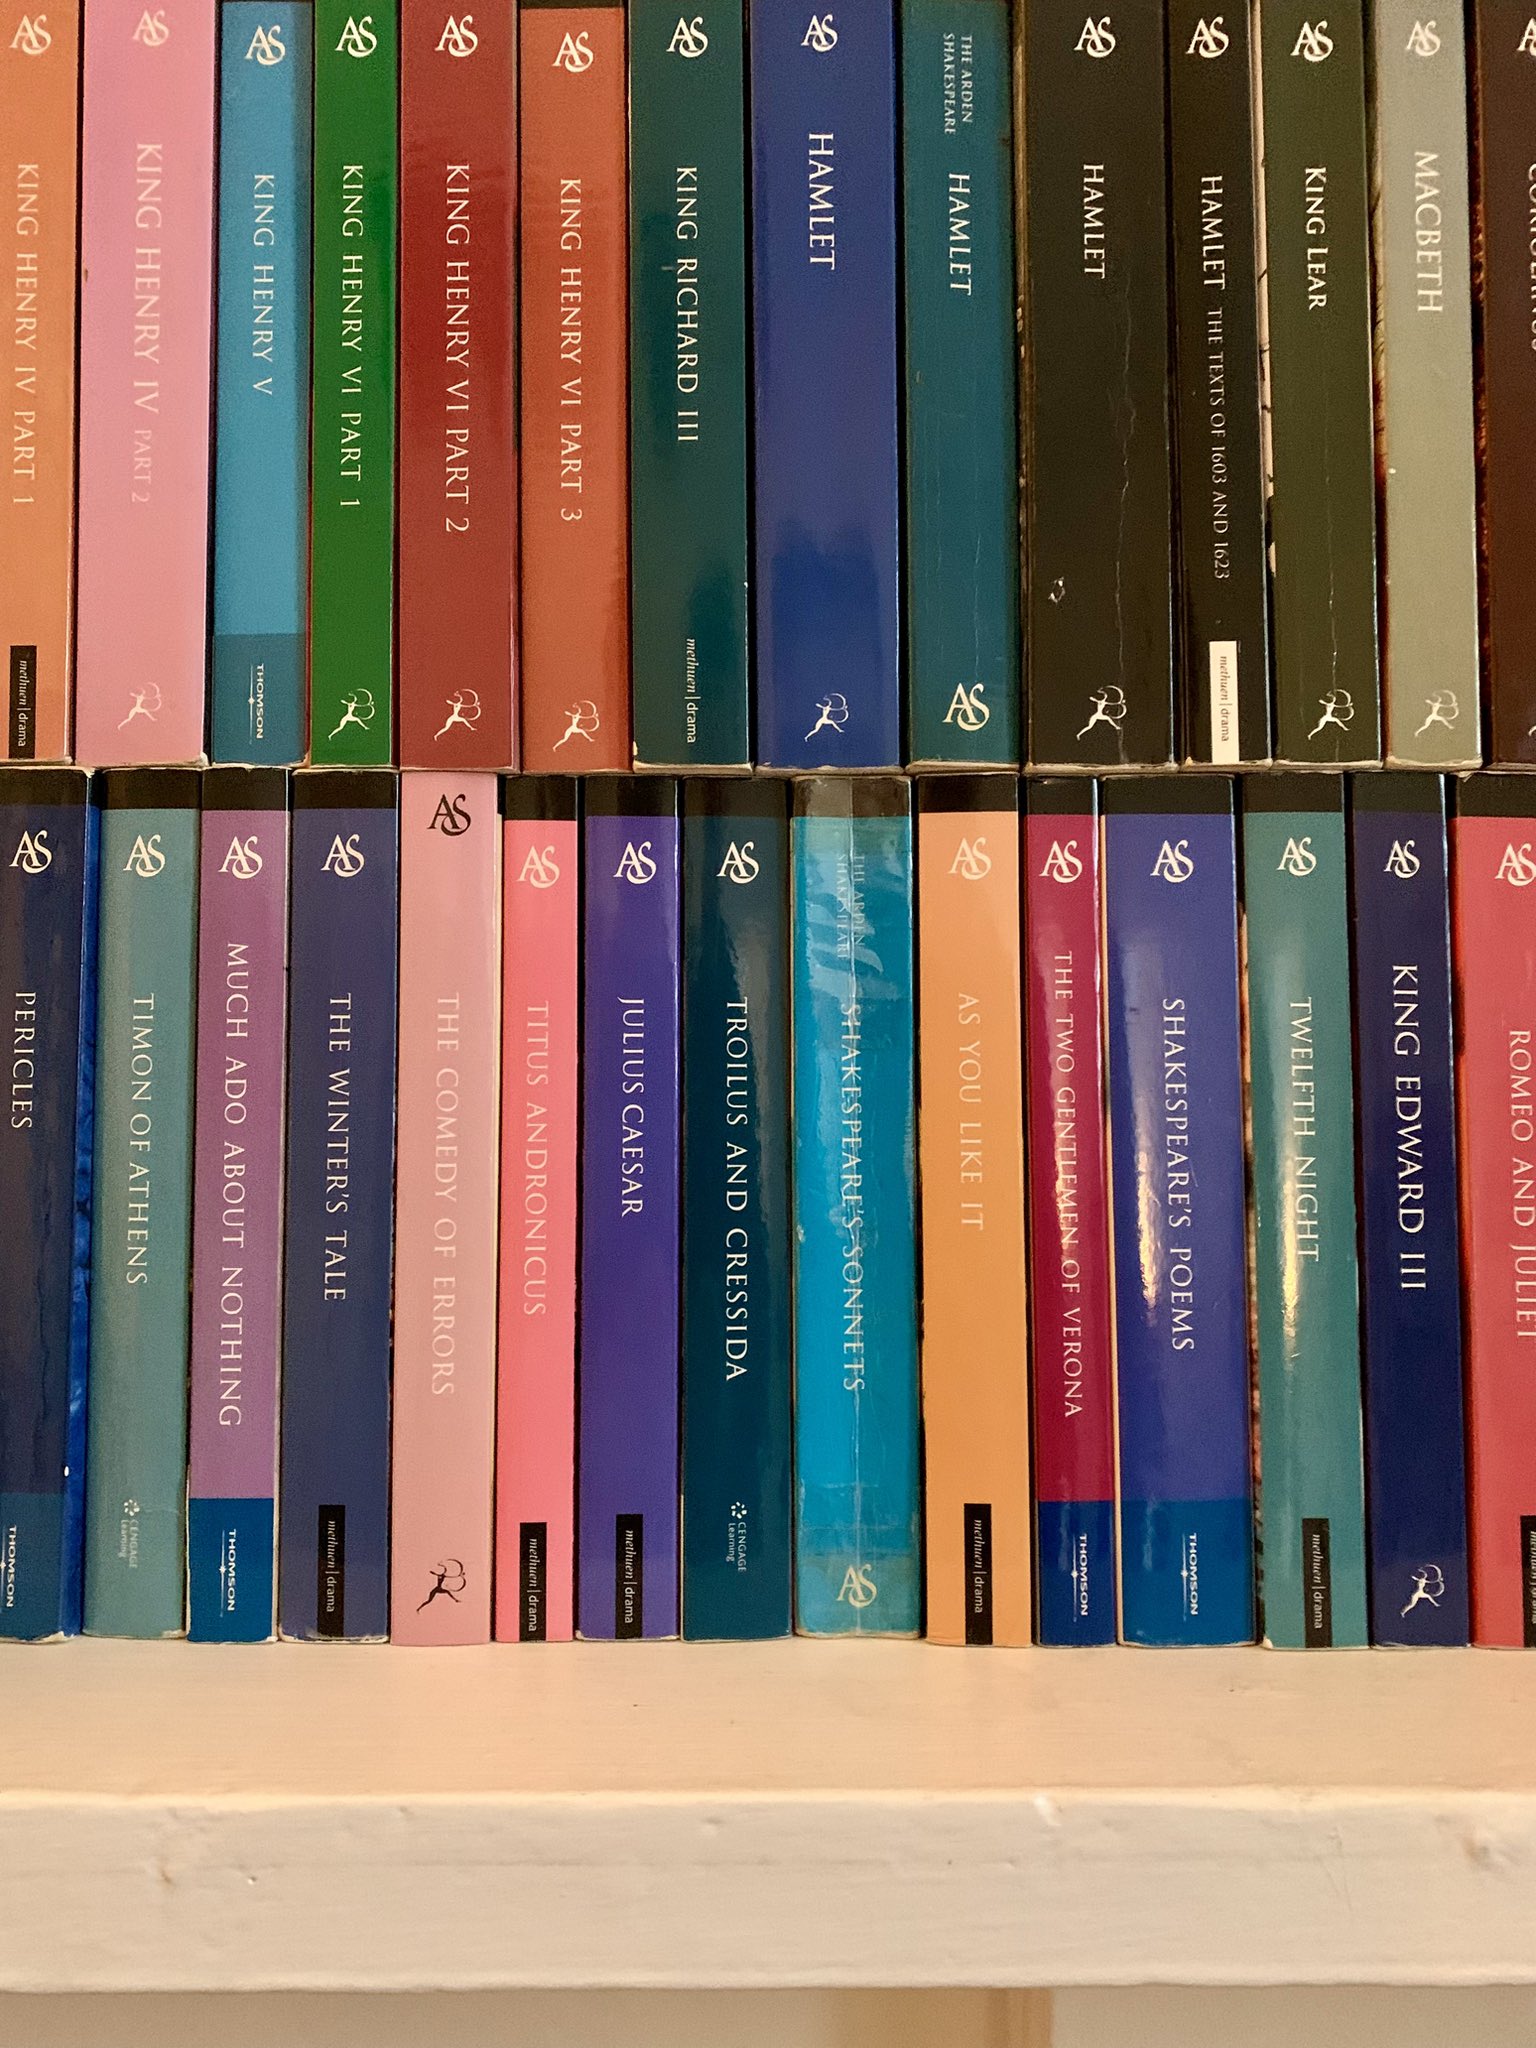 AS
KING HENRY IV PART 1
methuen | drama
AS
KING HENRY IV PART 2
AS
KING HENRY V
THOMSON
AS
KING HENRY VI PART 1
AS
KING HENRY VI PART 2
AS
KING HENRY VI PART 3
AS
KING RICHARD III
methuen | drama
AS
HAMLET
THE ARDEN
SHAKESPEARE
HAMLET
AS
AS
HAMLET
AS
HAMLET THE TEXTS OF 1603 AND 1623
methuen | drama
AS
KING LEAR
AS
MACBETH
AS
PERICLES
THOMSON
AS
TIMON OF ATHENS
CENGAGE
Learning
AS
MUCH ADO ABOUT NOTHING
THOMSON
AS
THE WINTER'S TALE
methuen | drama
AS
THE COMEDY OF ERRORS
AS
TITUS ANDRONICUS
methuen | drama
AS
JULIUS CAESAR
methuen | drama
AS
TROILUS AND CRESSIDA
CENGAGE
Learning
THE ARDEN
SHAKESPEARE
SHAKESPEARE'S SONNETS
AS
AS
AS YOU LIKE IT
methuen | drama
AS
THE TWO GENTLEMEN OF VERONA
THOMSON
AS
SHAKESPEARE'S POEMS
THOMSON
AS
TWELFTH NIGHT
methuen | drama
AS
KING EDWARD III
AS
ROMEO AND JULIET